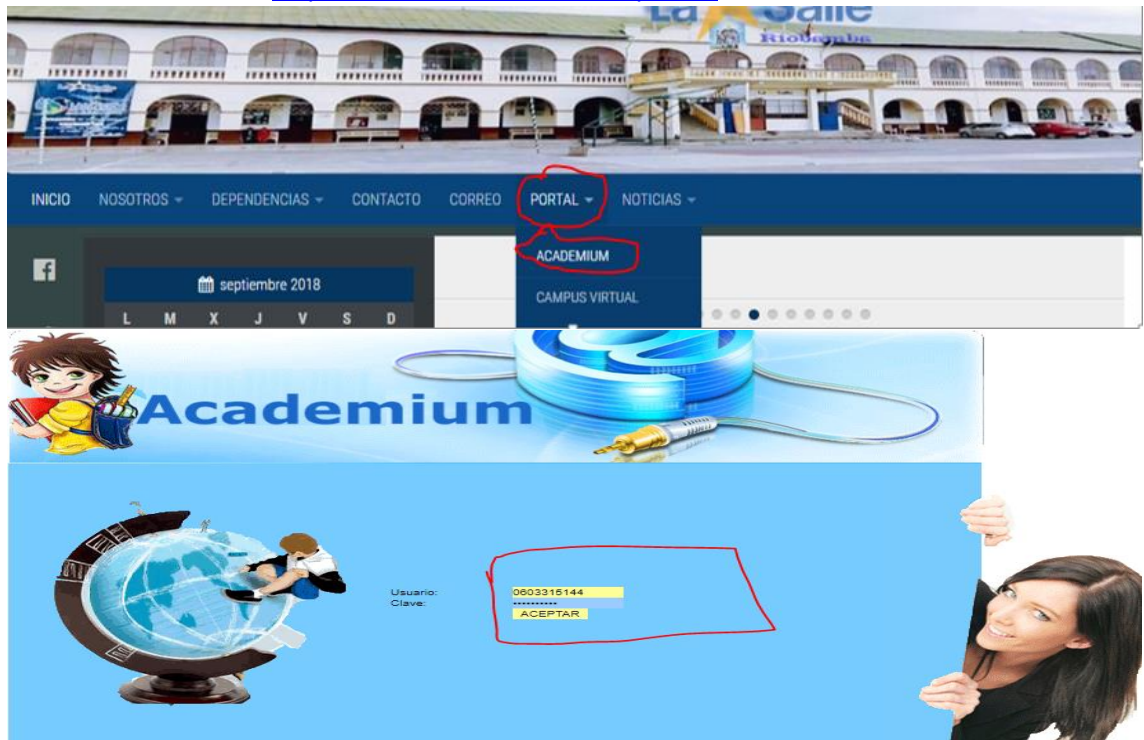 La Salle
Riobamba
INICIO NOSOTROS DEPENDENCIAS CONTACTO CORREO PORTAL NOTICIAS
ACADEMIUM
septiembre 2018
CAMPUS VIRTUAL
L M X J V S D
Academium
Usuario: 0603315144
Clave: ••••••••••
ACEPTAR